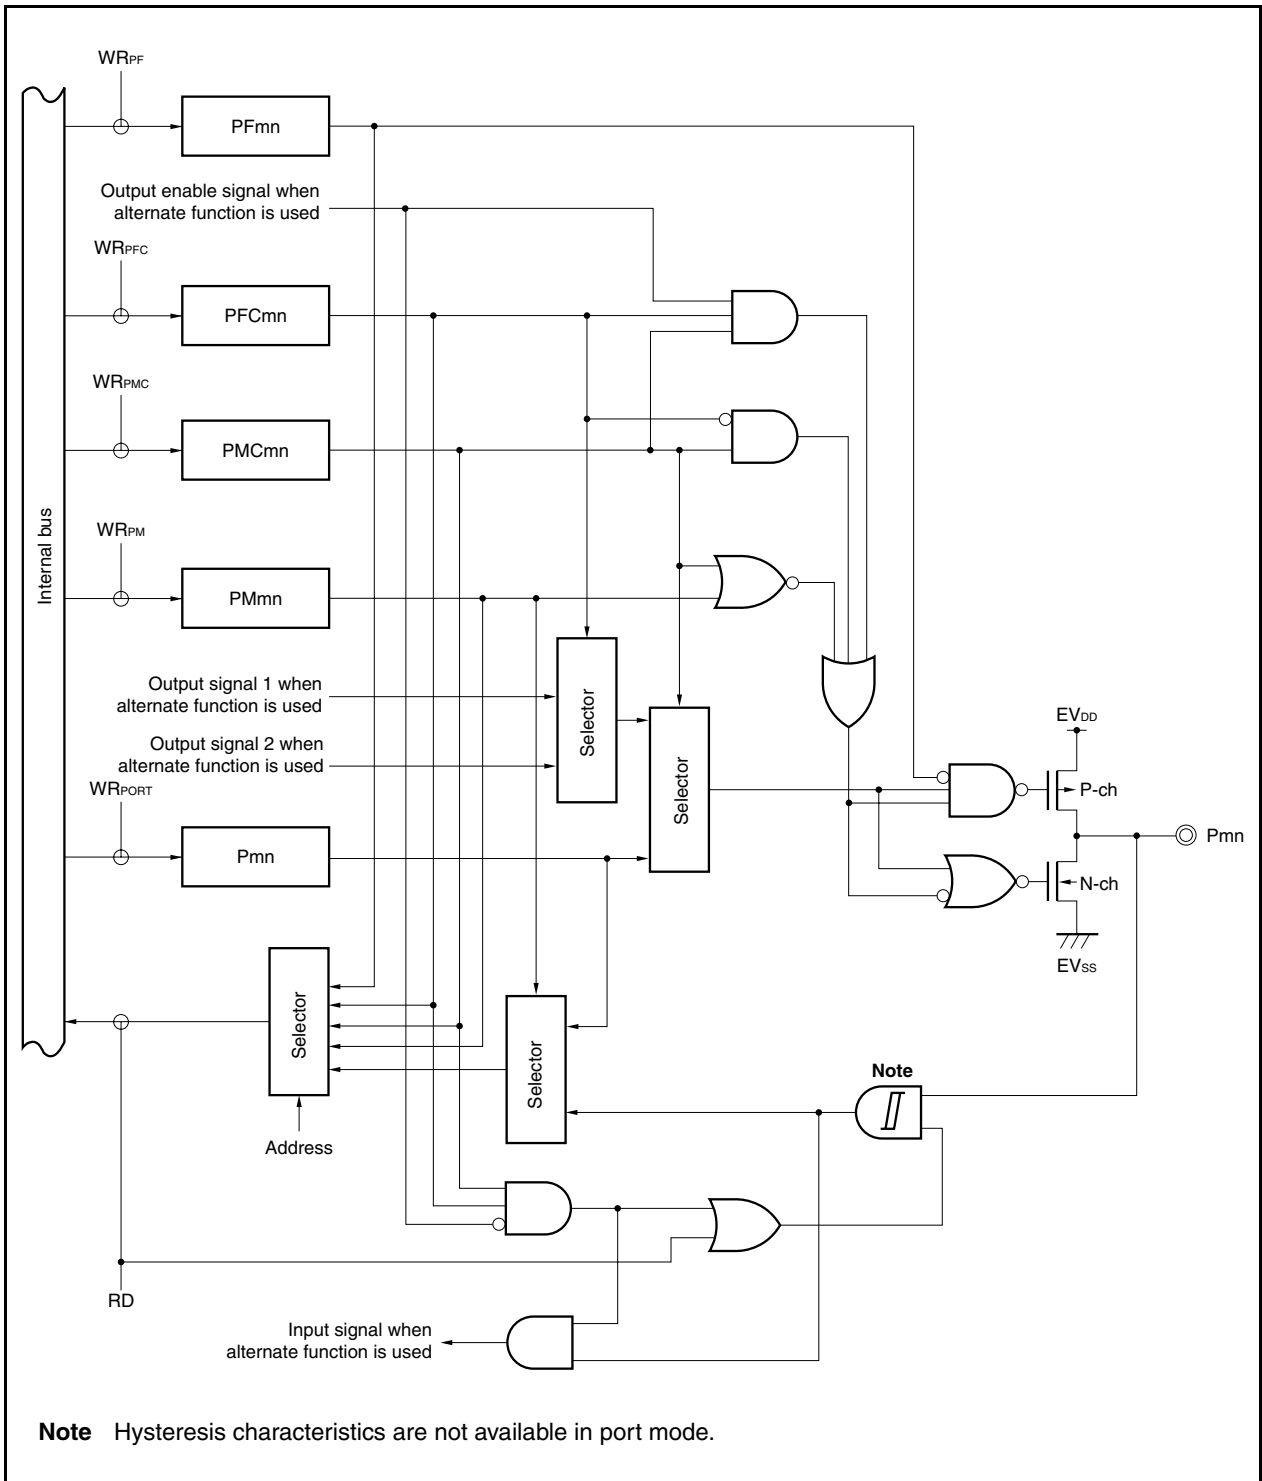 WRPF
PFmn
Output enable signal when
alternate function is used
WRPFC
PFCmn
WRPMC
PMCmn
Internal bus
WRPM
PMmn
Output signal 1 when
alternate function is used
Selector
Output signal 2 when
alternate function is used
Selector
EVDD
P-ch
WRPORT
Pmn
Pmn
N-ch
EVSS
Selector
Selector
Note
Address
RD
Input signal when
alternate function is used
Note Hysteresis characteristics are not available in port mode.